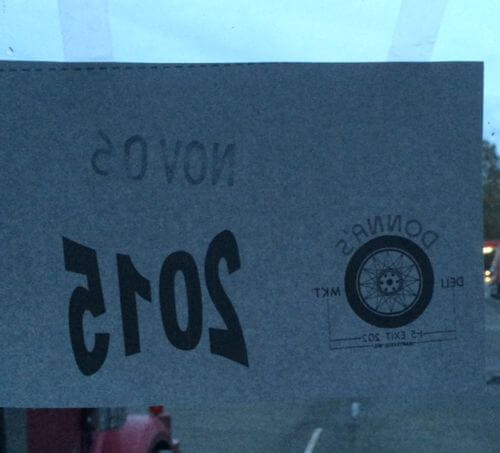 NOV 05
2015
DONNA'S
DELI MKT
I-5 EXIT 202